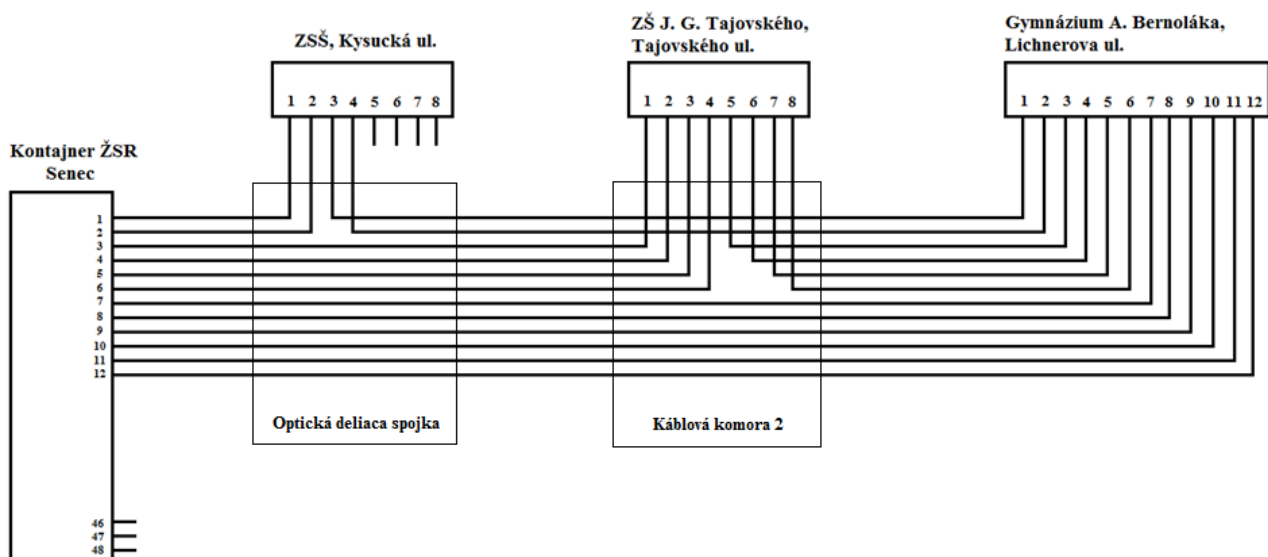 ZSŠ, Kysucká ul.
ZŠ J. G. Tajovského,
Tajovského ul.
Gymnázium A. Bernoláka,
Lichnerova ul.
1 2 3 4 5 6 7 8
1 2 3 4 5 6 7 8
1 2 3 4 5 6 7 8 9 10 11 12
Kontajner ŽSR
Senec
1
2
3
4
5
6
7
8
9
10
11
12
Optická deliaca spojka
Káblová komora 2
46
47
48